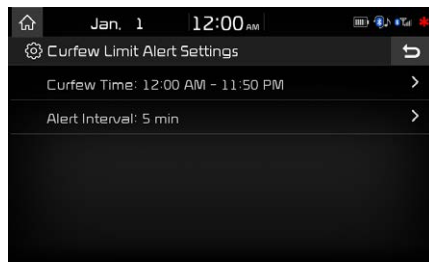 Jan. 1 12:00 AM
Curfew Limit Alert Settings
Curfew Time: 12:00 AM - 11:50 PM
Alert Interval: 5 min